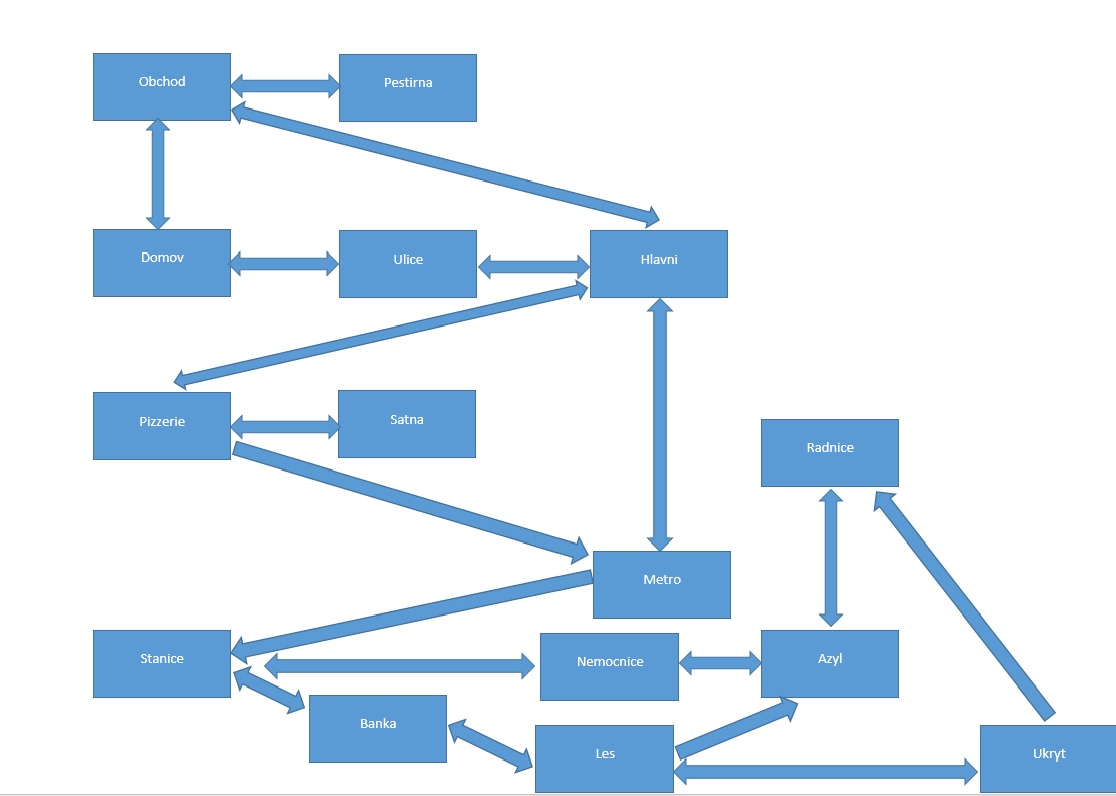 Obchod
Pestirna
Domov
Ulice
Hlavni
Pizzerie
Satna
Radnice
Metro
Stanice
Nemocnice
Azyl
Banka
Les
Ukryt